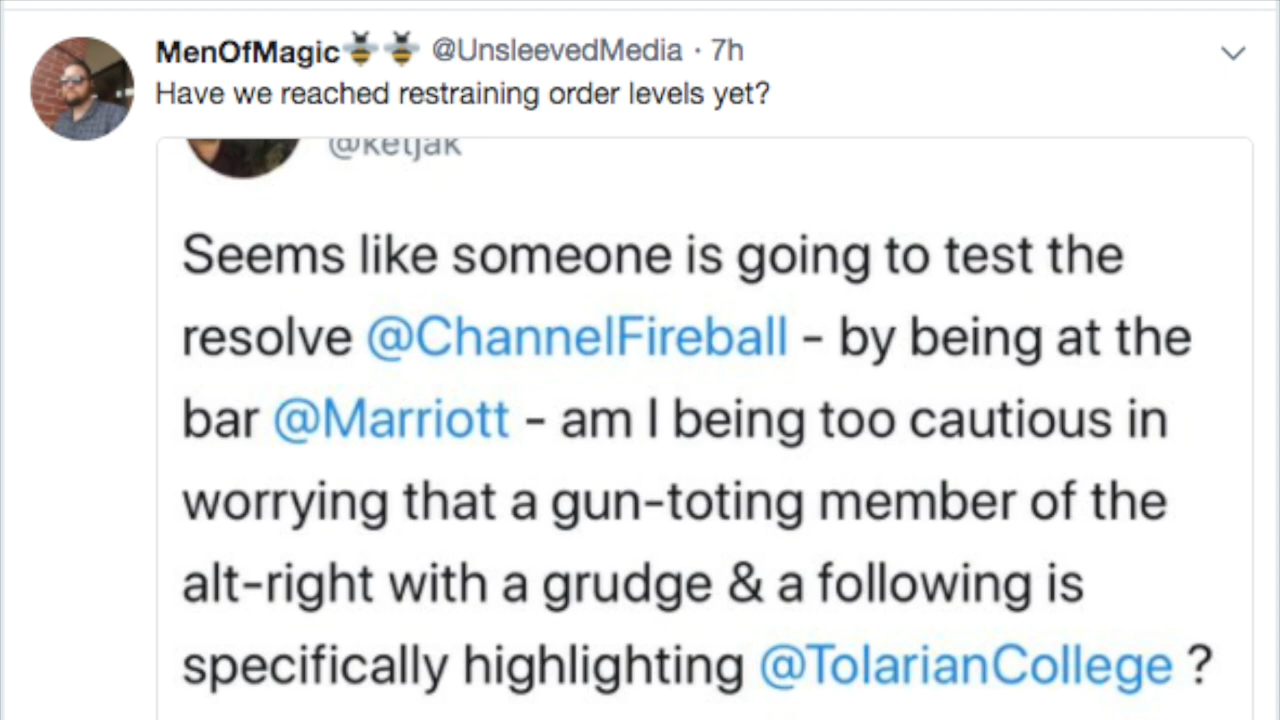 MenOfMagic🐝🐝 @UnsleevedMedia · 7h
Have we reached restraining order levels yet?
@ketjak
Seems like someone is going to test the
resolve @ChannelFireball - by being at the
bar @Marriott - am I being too cautious in
worrying that a gun-toting member of the
alt-right with a grudge & a following is
specifically highlighting @TolarianCollege ?